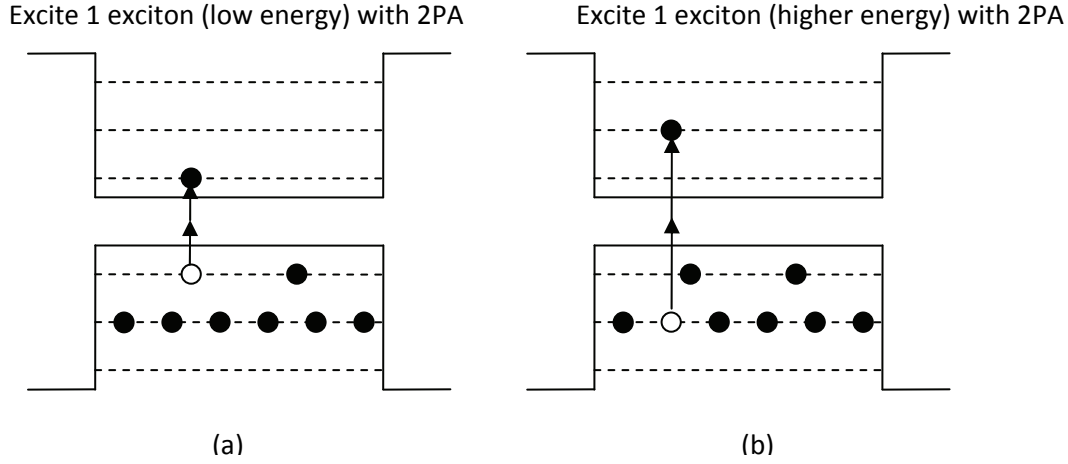 Excite 1 exciton (low energy) with 2PA
Excite 1 exciton (higher energy) with 2PA
(a)
(b)